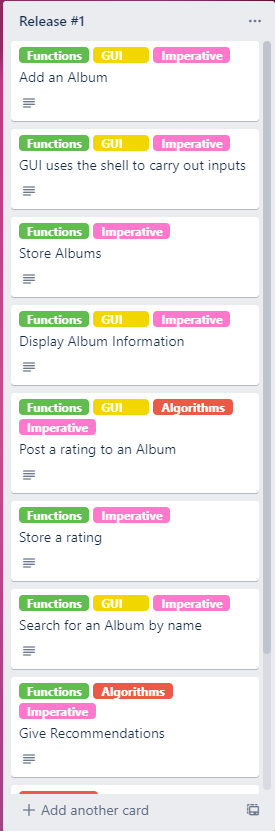 Release #1
Functions GUI Imperative
Add an Album
Functions GUI Imperative
GUI uses the shell to carry out inputs
Functions Imperative
Store Albums
Functions GUI Imperative
Display Album Information
Functions GUI Algorithms
Imperative
Post a rating to an Album
Functions Imperative
Store a rating
Functions GUI Imperative
Search for an Album by name
Functions Algorithms
Imperative
Give Recommendations
+ Add another card